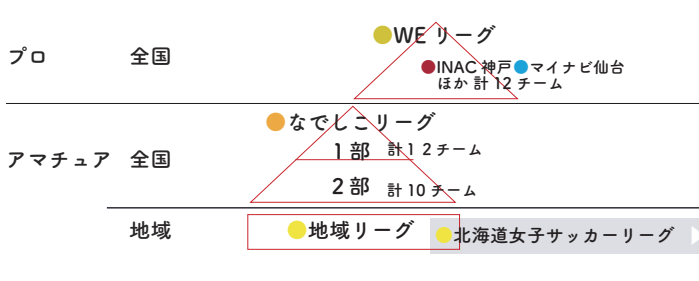 WE リーグ
プロ 全国
INAC 神戸 マイナビ仙台
ほか 計 12 チーム
なでしこリーグ
1 部 計1 2チーム
アマチュア 全国
2 部 計 10 チーム
地域 地域リーグ 北海道女子サッカーリーグ